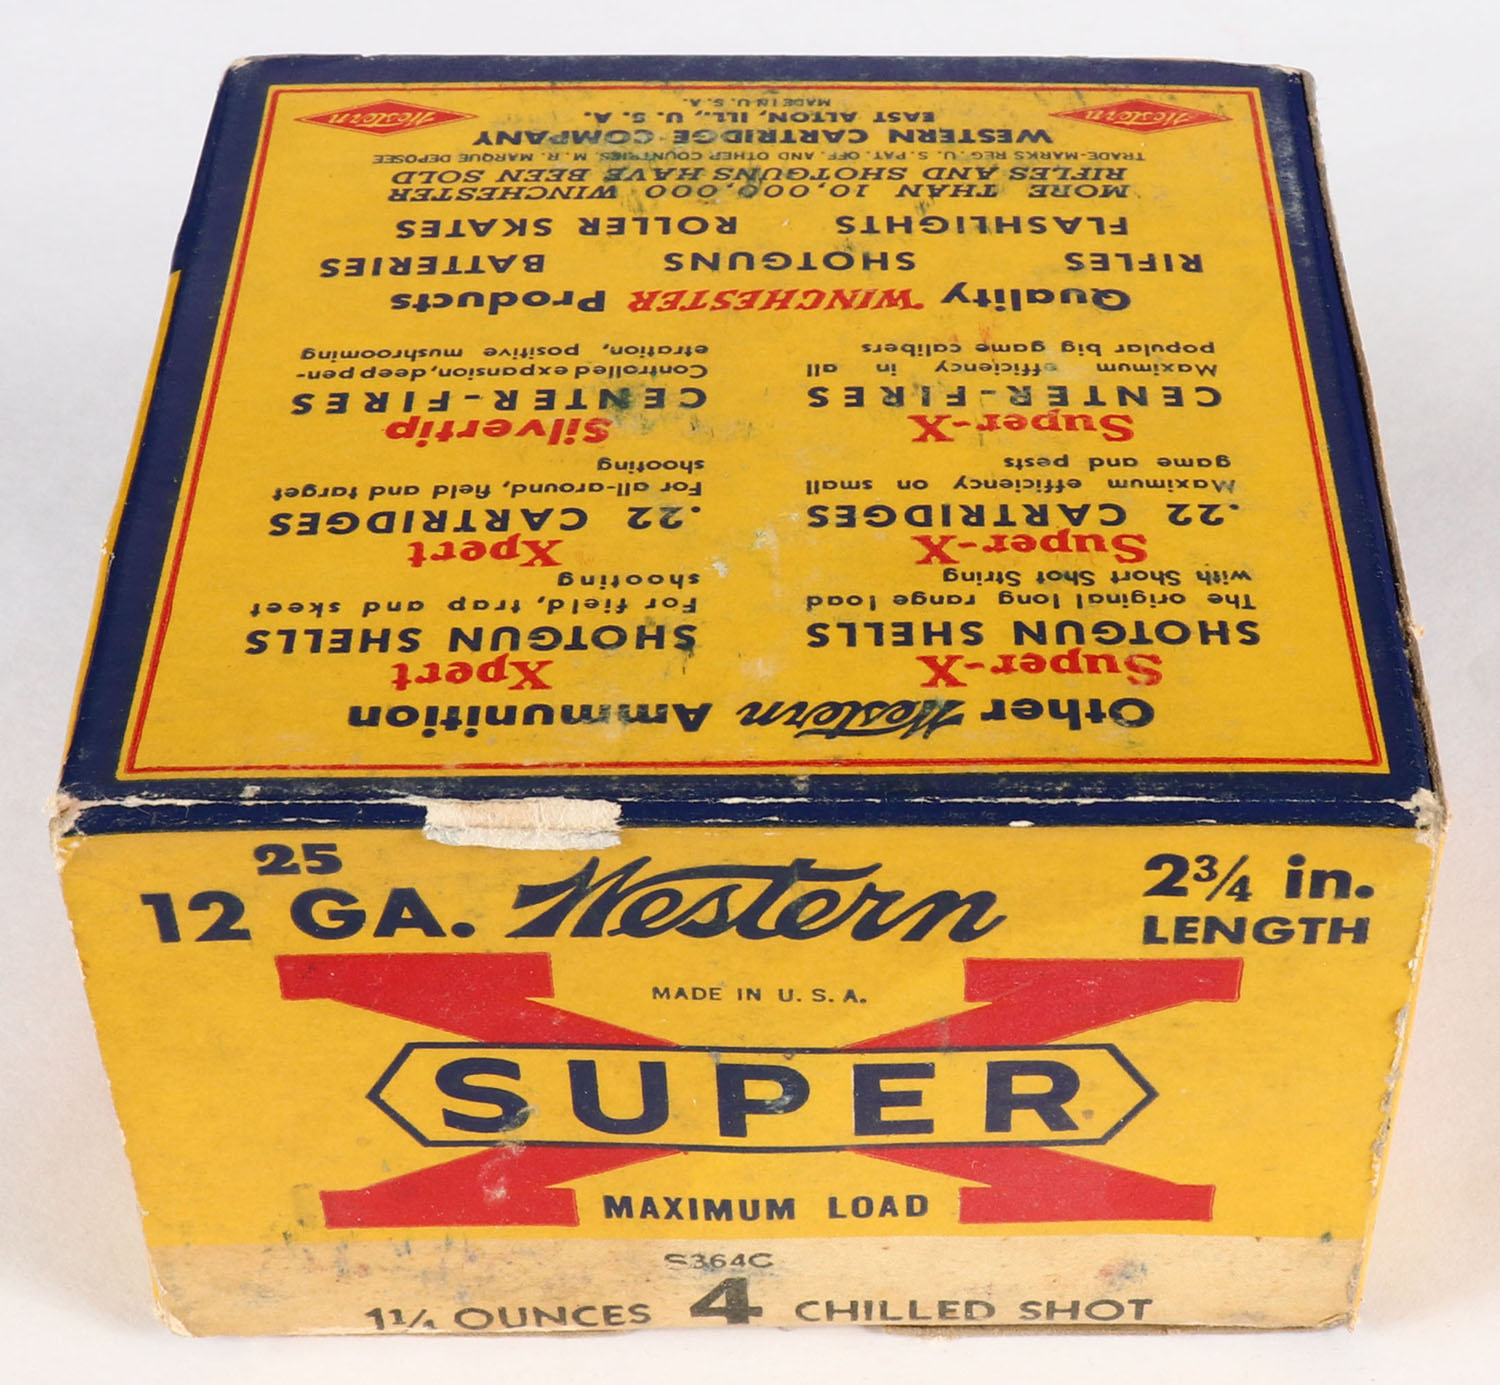 25
12 GA. Western 2¾ in.
LENGTH
MADE IN U. S. A.
SUPER
X
MAXIMUM LOAD
S364C
1¼ OUNCES 4 CHILLED SHOT
Other Western Ammunition
Super-X Xpert
SHOTGUN SHELLS SHOTGUN SHELLS
The original long range load For field, trap and skeet
with Short Shot String shooting
Super-X Xpert
.22 CARTRIDGES .22 CARTRIDGES
Maximum efficiency on small For all-around, field and target
game and pests shooting
Super-X Silvertip
CENTER-FIRES CENTER-FIRES
Maximum efficiency in all Controlled expansion, deep pen-
popular big game calibers etration, positive mushrooming
Quality WINCHESTER Products
RIFLES SHOTGUNS BATTERIES
FLASHLIGHTS ROLLER SKATES
MORE THAN 10,000,000 WINCHESTER
RIFLES AND SHOTGUNS HAVE BEEN SOLD
TRADE-MARKS REG. U. S. PAT. OFF. AND OTHER COUNTRIES, M. R. MARQUE DEPOSEE
WESTERN CARTRIDGE COMPANY
Western EAST ALTON, ILL., U. S. A. Western
MADE IN U. S. A.